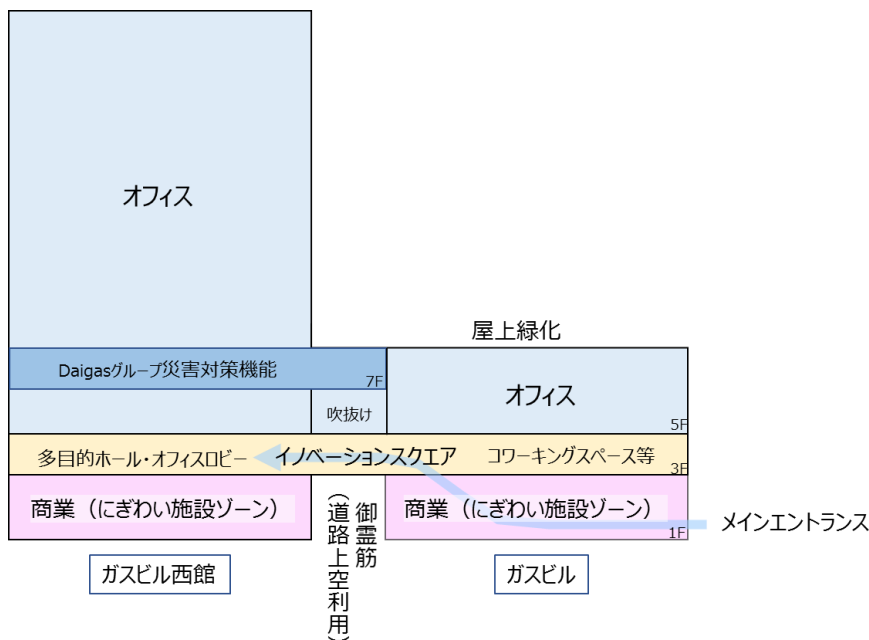 オフィス
屋上緑化
Daigasグループ災害対策機能
7F
オフィス
吹抜け
5F
多目的ホール・オフィスロビー
イノベーションスクエア
コワーキングスペース等
3F
商業（にぎわい施設ゾーン）
御霊筋
（道路上空利用）
商業（にぎわい施設ゾーン）
1F
メインエントランス
ガスビル西館
ガスビル